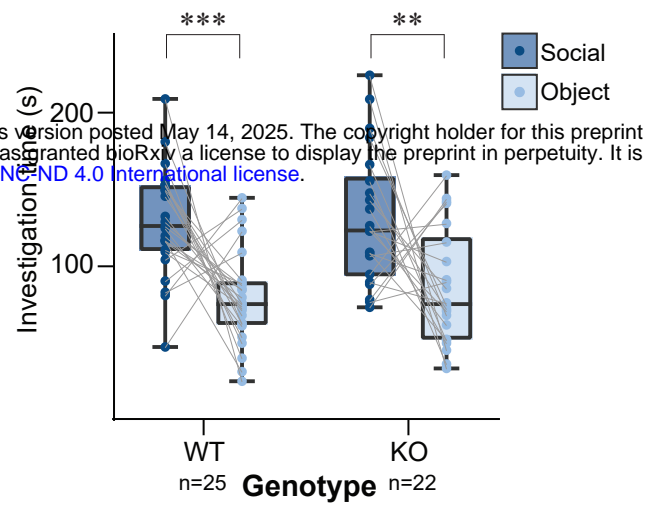 *** **
Social
Object
Investigation time (s)
200
100
s version posted May 14, 2025. The copyright holder for this preprint
as granted bioRxiv a license to display the preprint in perpetuity. It is
NC-ND 4.0 International license.
WT KO
n=25 Genotype n=22